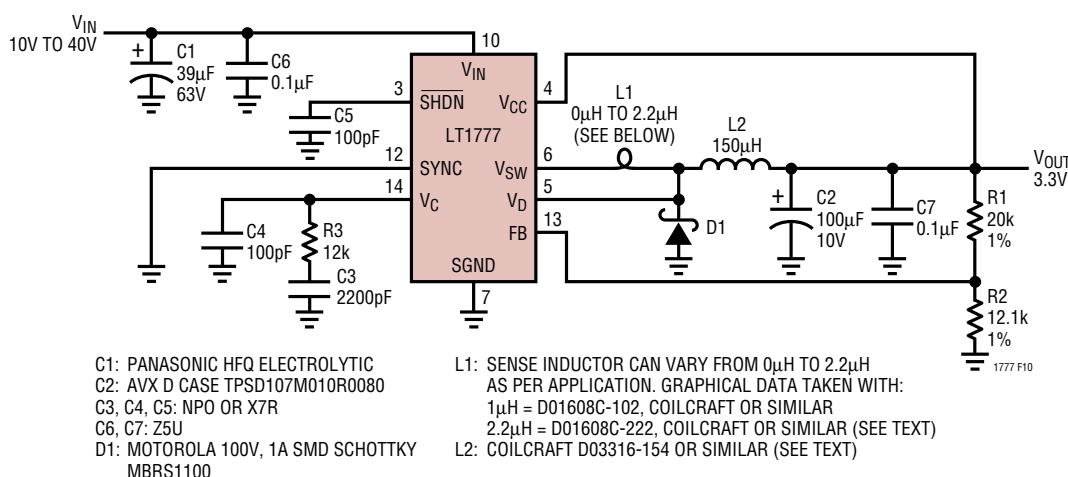 VIN
10V TO 40V
+
C1
39µF
63V
C6
0.1µF
10
VIN
3
SHDN
4
VCC
C5
100pF
LT1777
L1
0µH TO 2.2µH
(SEE BELOW)
L2
150µH
12
SYNC
6
VSW
VOUT
3.3V
14
VC
5
VD
13
FB
D1
+
C2
100µF
10V
C7
0.1µF
R1
20k
1%
C4
100pF
R3
12k
C3
2200pF
SGND
7
R2
12.1k
1%
1777 F10
C1: PANASONIC HFQ ELECTROLYTIC
C2: AVX D CASE TPSD107M010R0080
C3, C4, C5: NPO OR X7R
C6, C7: Z5U
D1: MOTOROLA 100V, 1A SMD SCHOTTKY
MBRS1100
L1: SENSE INDUCTOR CAN VARY FROM 0µH TO 2.2µH
AS PER APPLICATION. GRAPHICAL DATA TAKEN WITH:
1µH = D01608C-102, COILCRAFT OR SIMILAR
2.2µH = D01608C-222, COILCRAFT OR SIMILAR (SEE TEXT)
L2: COILCRAFT D03316-154 OR SIMILAR (SEE TEXT)